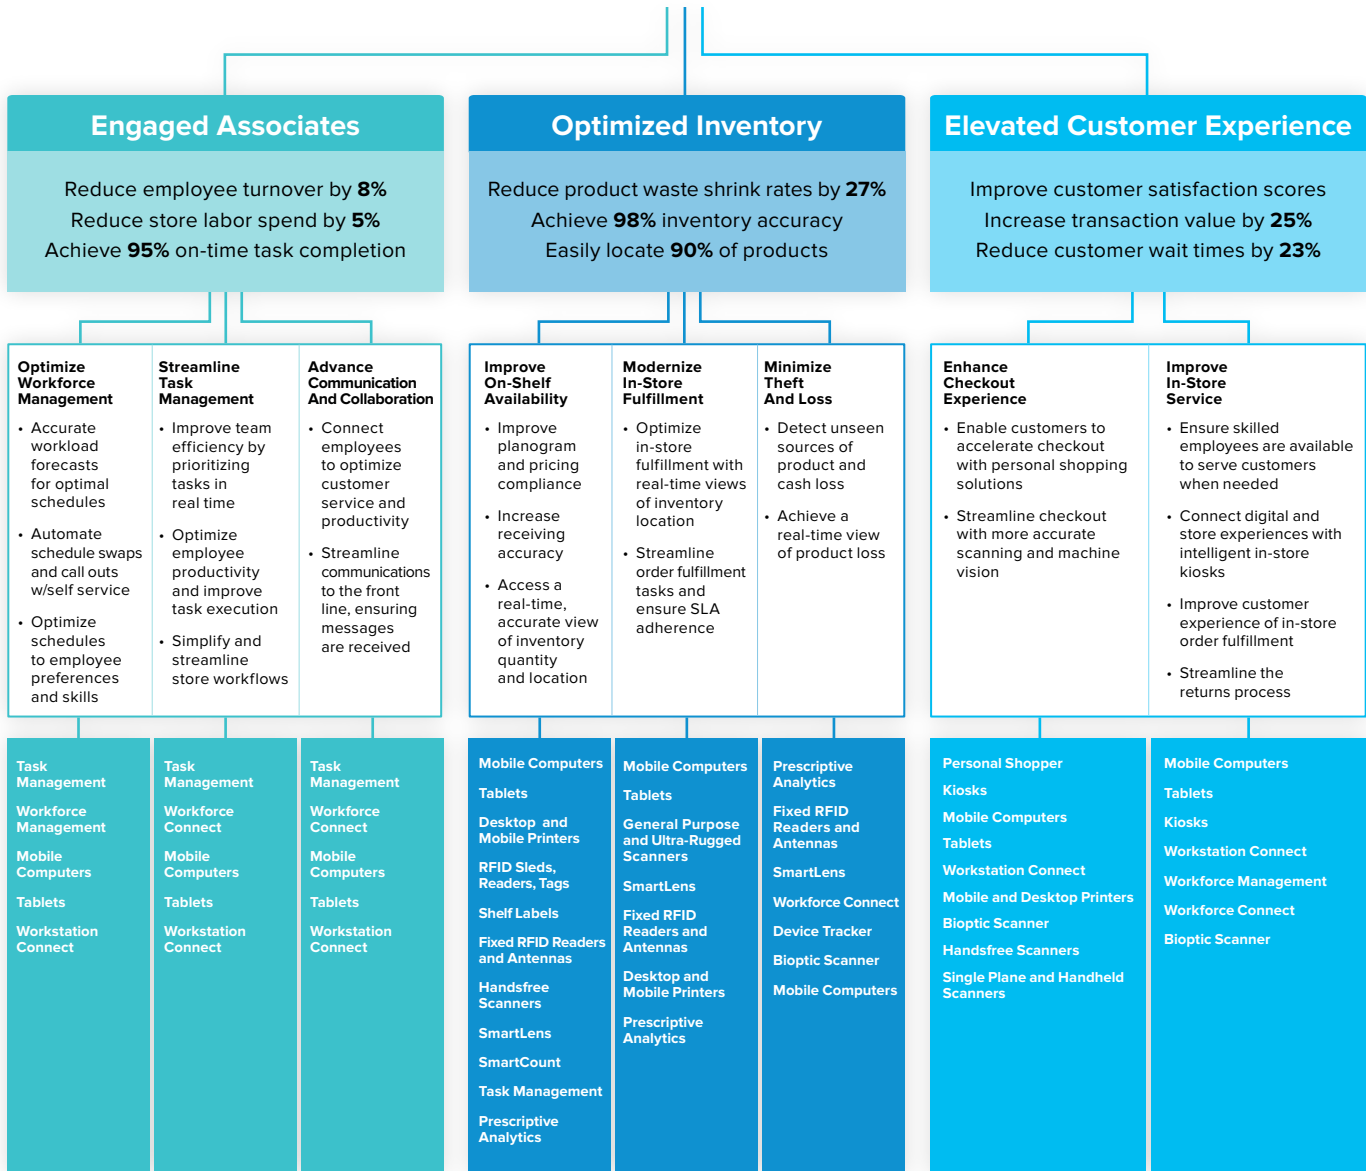 Engaged Associates
Reduce employee turnover by 8%
Reduce store labor spend by 5%
Achieve 95% on-time task completion
Optimized Inventory
Reduce product waste shrink rates by 27%
Achieve 98% inventory accuracy
Easily locate 90% of products
Elevated Customer Experience
Improve customer satisfaction scores
Increase transaction value by 25%
Reduce customer wait times by 23%
Optimize
Workforce
Management
• Accurate
workload
forecasts
for optimal
schedules
• Automate
schedule swaps
and call outs
w/self service
• Optimize
schedules
to employee
preferences
and skills
Streamline
Task
Management
• Improve team
efficiency by
prioritizing
tasks in
real time
• Optimize
employee
productivity
and improve
task execution
• Simplify and
streamline
store workflows
Advance
Communication
And Collaboration
• Connect
employees
to optimize
customer
service and
productivity
• Streamline
communications
to the front
line, ensuring
messages
are received
Improve
On-Shelf
Availability
• Improve
planogram
and pricing
compliance
• Increase
receiving
accuracy
• Access a
real-time,
accurate view
of inventory
quantity
and location
Modernize
In-Store
Fulfillment
• Optimize
in-store
fulfillment with
real-time views
of inventory
location
• Streamline
order fulfillment
tasks and
ensure SLA
adherence
Minimize
Theft
And Loss
• Detect unseen
sources of
product and
cash loss
• Achieve a
real-time view
of product loss
Enhance
Checkout
Experience
• Enable customers to
accelerate checkout
with personal shopping
solutions
• Streamline checkout
with more accurate
scanning and machine
vision
Improve
In-Store
Service
• Ensure skilled
employees are available
to serve customers
when needed
• Connect digital and
store experiences with
intelligent in-store
kiosks
• Improve customer
experience of in-store
order fulfillment
• Streamline the
returns process
Task
Management
Workforce
Management
Mobile
Computers
Tablets
Workstation
Connect
Task
Management
Workforce
Connect
Mobile
Computers
Tablets
Workstation
Connect
Task
Management
Workforce
Connect
Mobile
Computers
Tablets
Workstation
Connect
Mobile Computers
Tablets
Desktop and
Mobile Printers
RFID Sleds,
Readers, Tags
Shelf Labels
Fixed RFID Readers
and Antennas
Handsfree
Scanners
SmartLens
SmartCount
Task Management
Prescriptive
Analytics
Mobile Computers
Tablets
General Purpose
and Ultra-Rugged
Scanners
SmartLens
Fixed RFID
Readers and
Antennas
Desktop and
Mobile Printers
Prescriptive
Analytics
Prescriptive
Analytics
Fixed RFID
Readers and
Antennas
SmartLens
Workforce Connect
Device Tracker
Bioptic Scanner
Mobile Computers
Personal Shopper
Kiosks
Mobile Computers
Tablets
Workstation Connect
Mobile and Desktop Printers
Bioptic Scanner
Handsfree Scanners
Single Plane and Handheld
Scanners
Mobile Computers
Tablets
Kiosks
Workstation Connect
Workforce Management
Workforce Connect
Bioptic Scanner